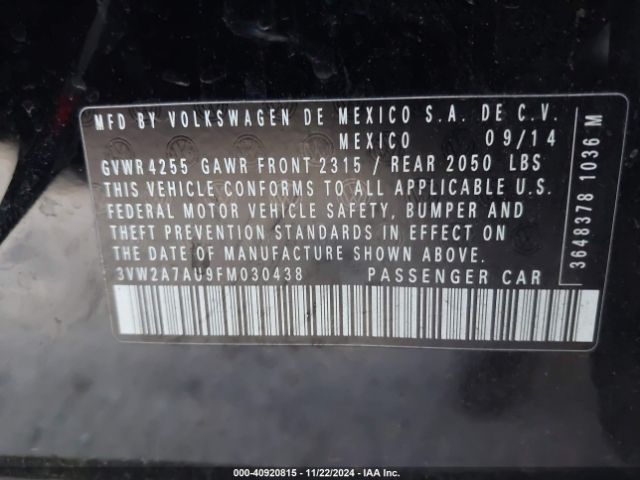 MFD BY VOLKSWAGEN DE MEXICO S.A. DE C.V.
MEXICO 09/14
GVWR 4255 GAWR FRONT 2315 / REAR 2050 LBS
THIS VEHICLE CONFORMS TO ALL APPLICABLE U.S.
FEDERAL MOTOR VEHICLE SAFETY, BUMPER AND
THEFT PREVENTION STANDARDS IN EFFECT ON
THE DATE OF MANUFACTURE SHOWN ABOVE.
3VW2A7AU9FM030438 PASSENGER CAR
3648378 1036 M
000-40920815 - 11/22/2024 - IAA Inc.